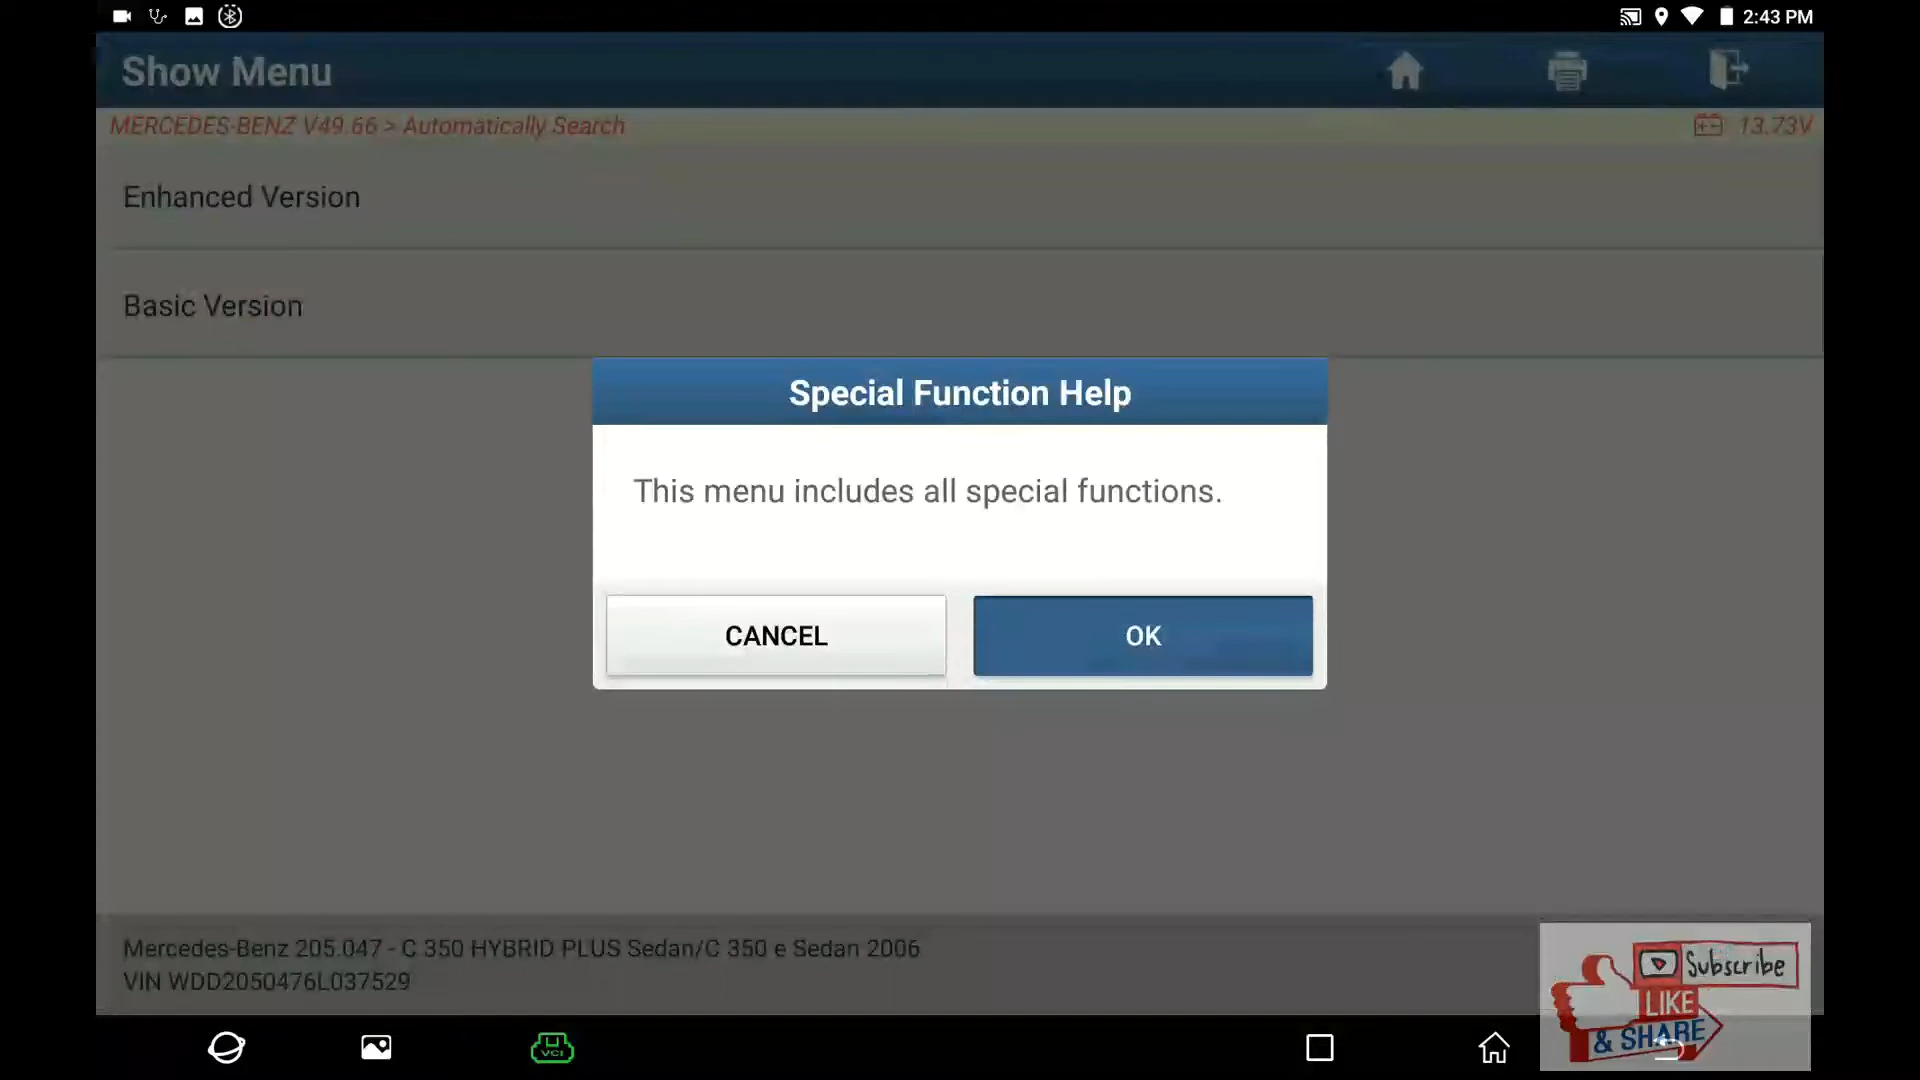 2:43 PM
Show Menu
MERCEDES-BENZ V49.66 > Automatically Search
13.73V
Enhanced Version
Basic Version
Special Function Help
This menu includes all special functions.
CANCEL
OK
Mercedes-Benz 205.047 - C 350 HYBRID PLUS Sedan/C 350 e Sedan 2006
VIN WDD2050476L037529
Subscribe
LIKE
& SHARE
VCI